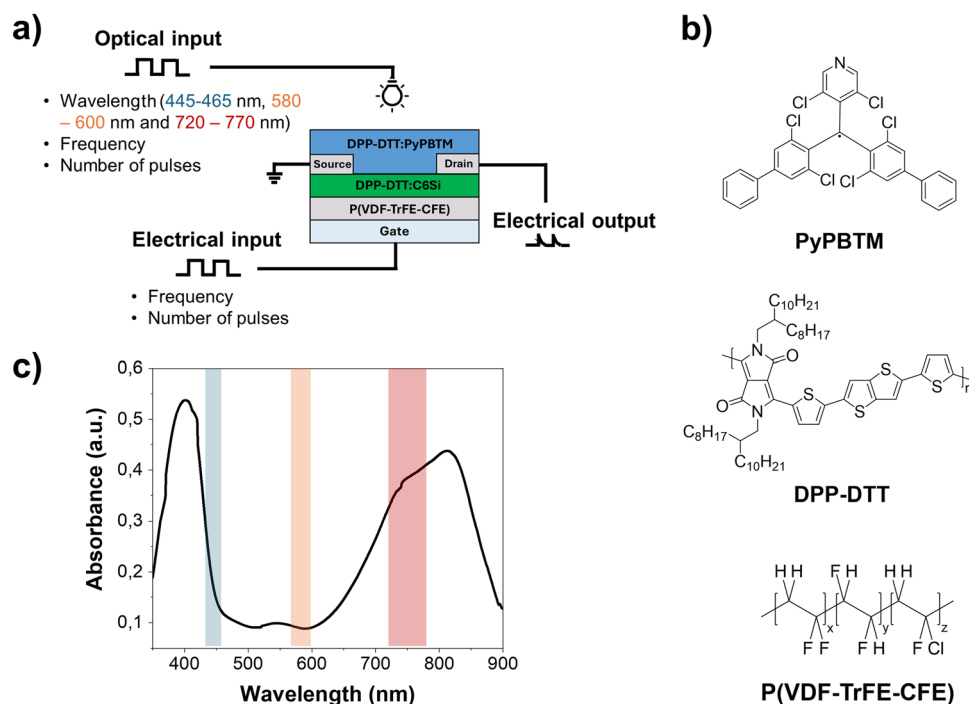 a)
Optical input
• Wavelength (445-465 nm, 580
– 600 nm and 720 – 770 nm)
• Frequency
• Number of pulses
DPP-DTT:PyPBTM
Source
Drain
DPP-DTT:C6Si
P(VDF-TrFE-CFE)
Gate
Electrical output
Electrical input
• Frequency
• Number of pulses
b)
N
Cl
Cl
Cl
Cl
Cl
Cl
PyPBTM
C10H21
C8H17
N
O
S
S
n
O
N
S
S
C8H17
C10H21
DPP-DTT
H H
F H
H H
x
y
z
F F
F H
F Cl
P(VDF-TrFE-CFE)
c)
Absorbance (a.u.)
0,6
0,5
0,4
0,3
0,2
0,1
400
500
600
700
800
900
Wavelength (nm)